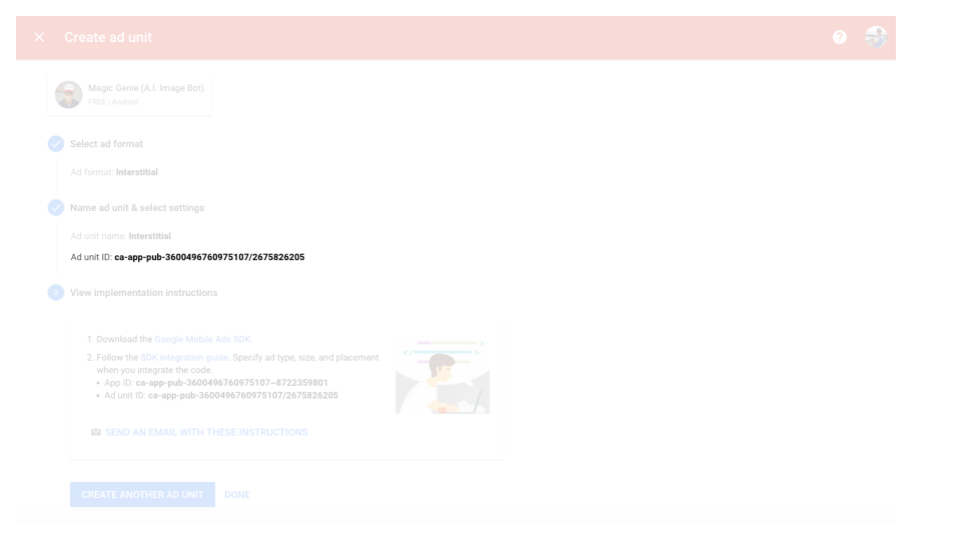 Create ad unit
Magic Genie (A.I. Image Bot)
FREE | Android
Select ad format
Ad format: Interstitial
Name ad unit & select settings
Ad unit name: Interstitial
Ad unit ID: ca-app-pub-3600496760975107/2675826205
3 View implementation instructions
1. Download the Google Mobile Ads SDK.
2. Follow the SDK integration guide. Specify ad type, size, and placement
when you integrate the code.
• App ID: ca-app-pub-3600496760975107~8722359801
• Ad unit ID: ca-app-pub-3600496760975107/2675826205
SEND AN EMAIL WITH THESE INSTRUCTIONS
CREATE ANOTHER AD UNIT DONE